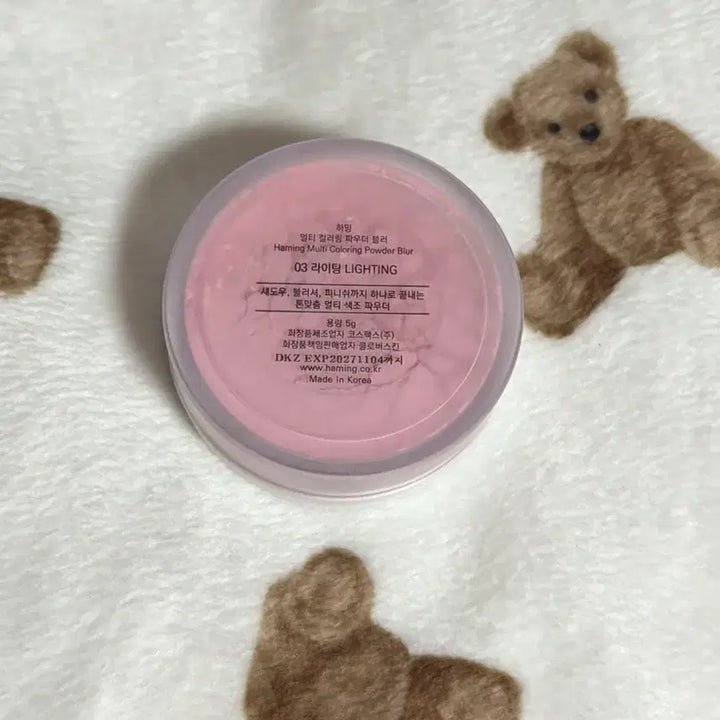 하밍
멀티 컬러링 파우더 블러
Haming Multi Coloring Powder Blur
03 라이팅 LIGHTING
섀도우, 블러셔, 피니쉬까지 하나로 끝내는
톤맞춤 멀티 색조 파우더
용량 5g
화장품제조업자 코스맥스(주)
화장품책임판매업자 클로버스킨
DKZ EXP20271104까지
www.haming.co.kr
Made in Korea